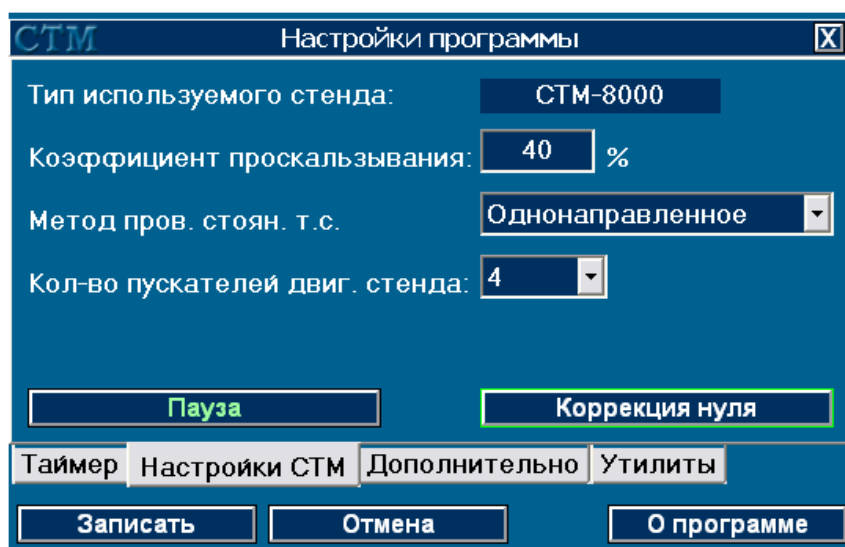 СТМ Настройки программы X
Тип используемого стенда: СТМ-8000
Коэффициент проскальзывания: 40 %
Метод пров. стоян. т.с. Однонаправленное
Кол-во пускателей двиг. стенда: 4
Пауза Коррекция нуля
Таймер Настройки СТМ Дополнительно Утилиты
Записать Отмена О программе